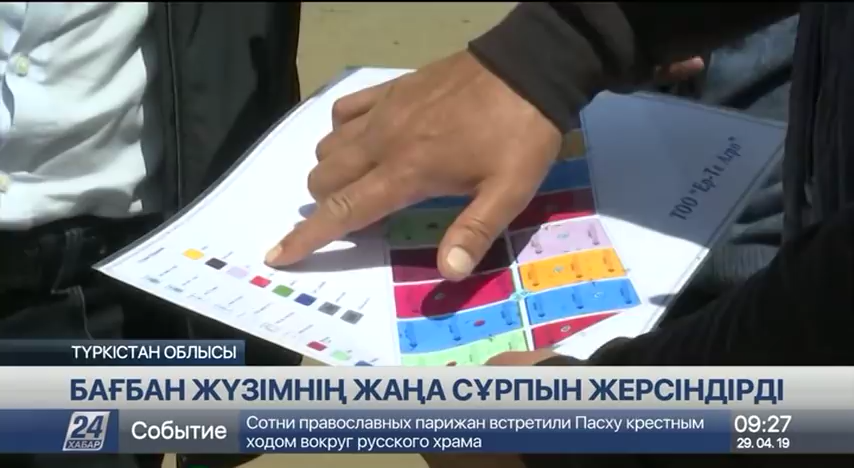 ТОО "Ер-Те Агро"
ТҮРКІСТАН ОБЛЫСЫ
БАҒБАН ЖҮЗІМНІҢ ЖАҢА СҰРПЫН ЖЕРСІНДІРДІ
24
ХАБАР
Событие
Сотни православных парижан встретили Пасху крестным
ходом вокруг русского храма
09:27
29.04.19